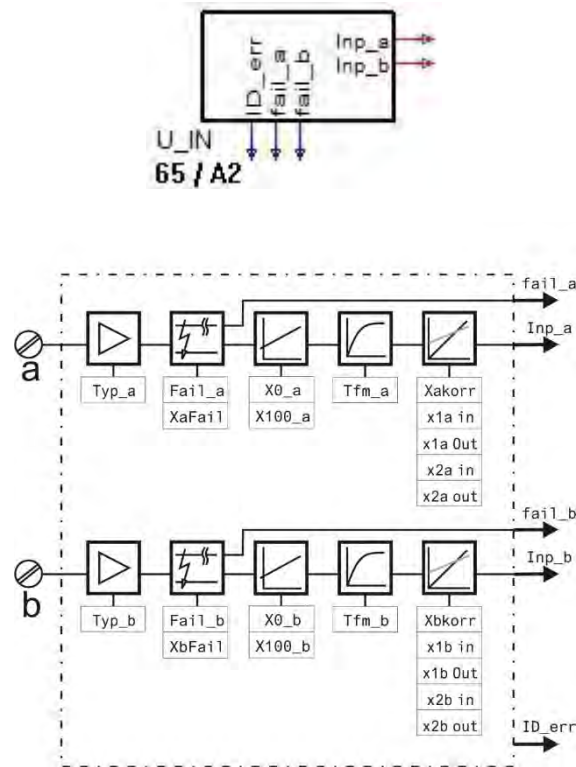 Inp_a
Inp_b
ID_err
fail_a
fail_b
U_IN
65 / A2
fail_a
Inp_a
a
Typ_a
Fail_a
XaFail
X0_a
X100_a
Tfm_a
Xakorr
x1a in
x1a Out
x2a in
x2a out
fail_b
Inp_b
b
Typ_b
Fail_b
XbFail
X0_b
X100_b
Tfm_b
Xbkorr
x1b in
x1b Out
x2b in
x2b out
ID_err